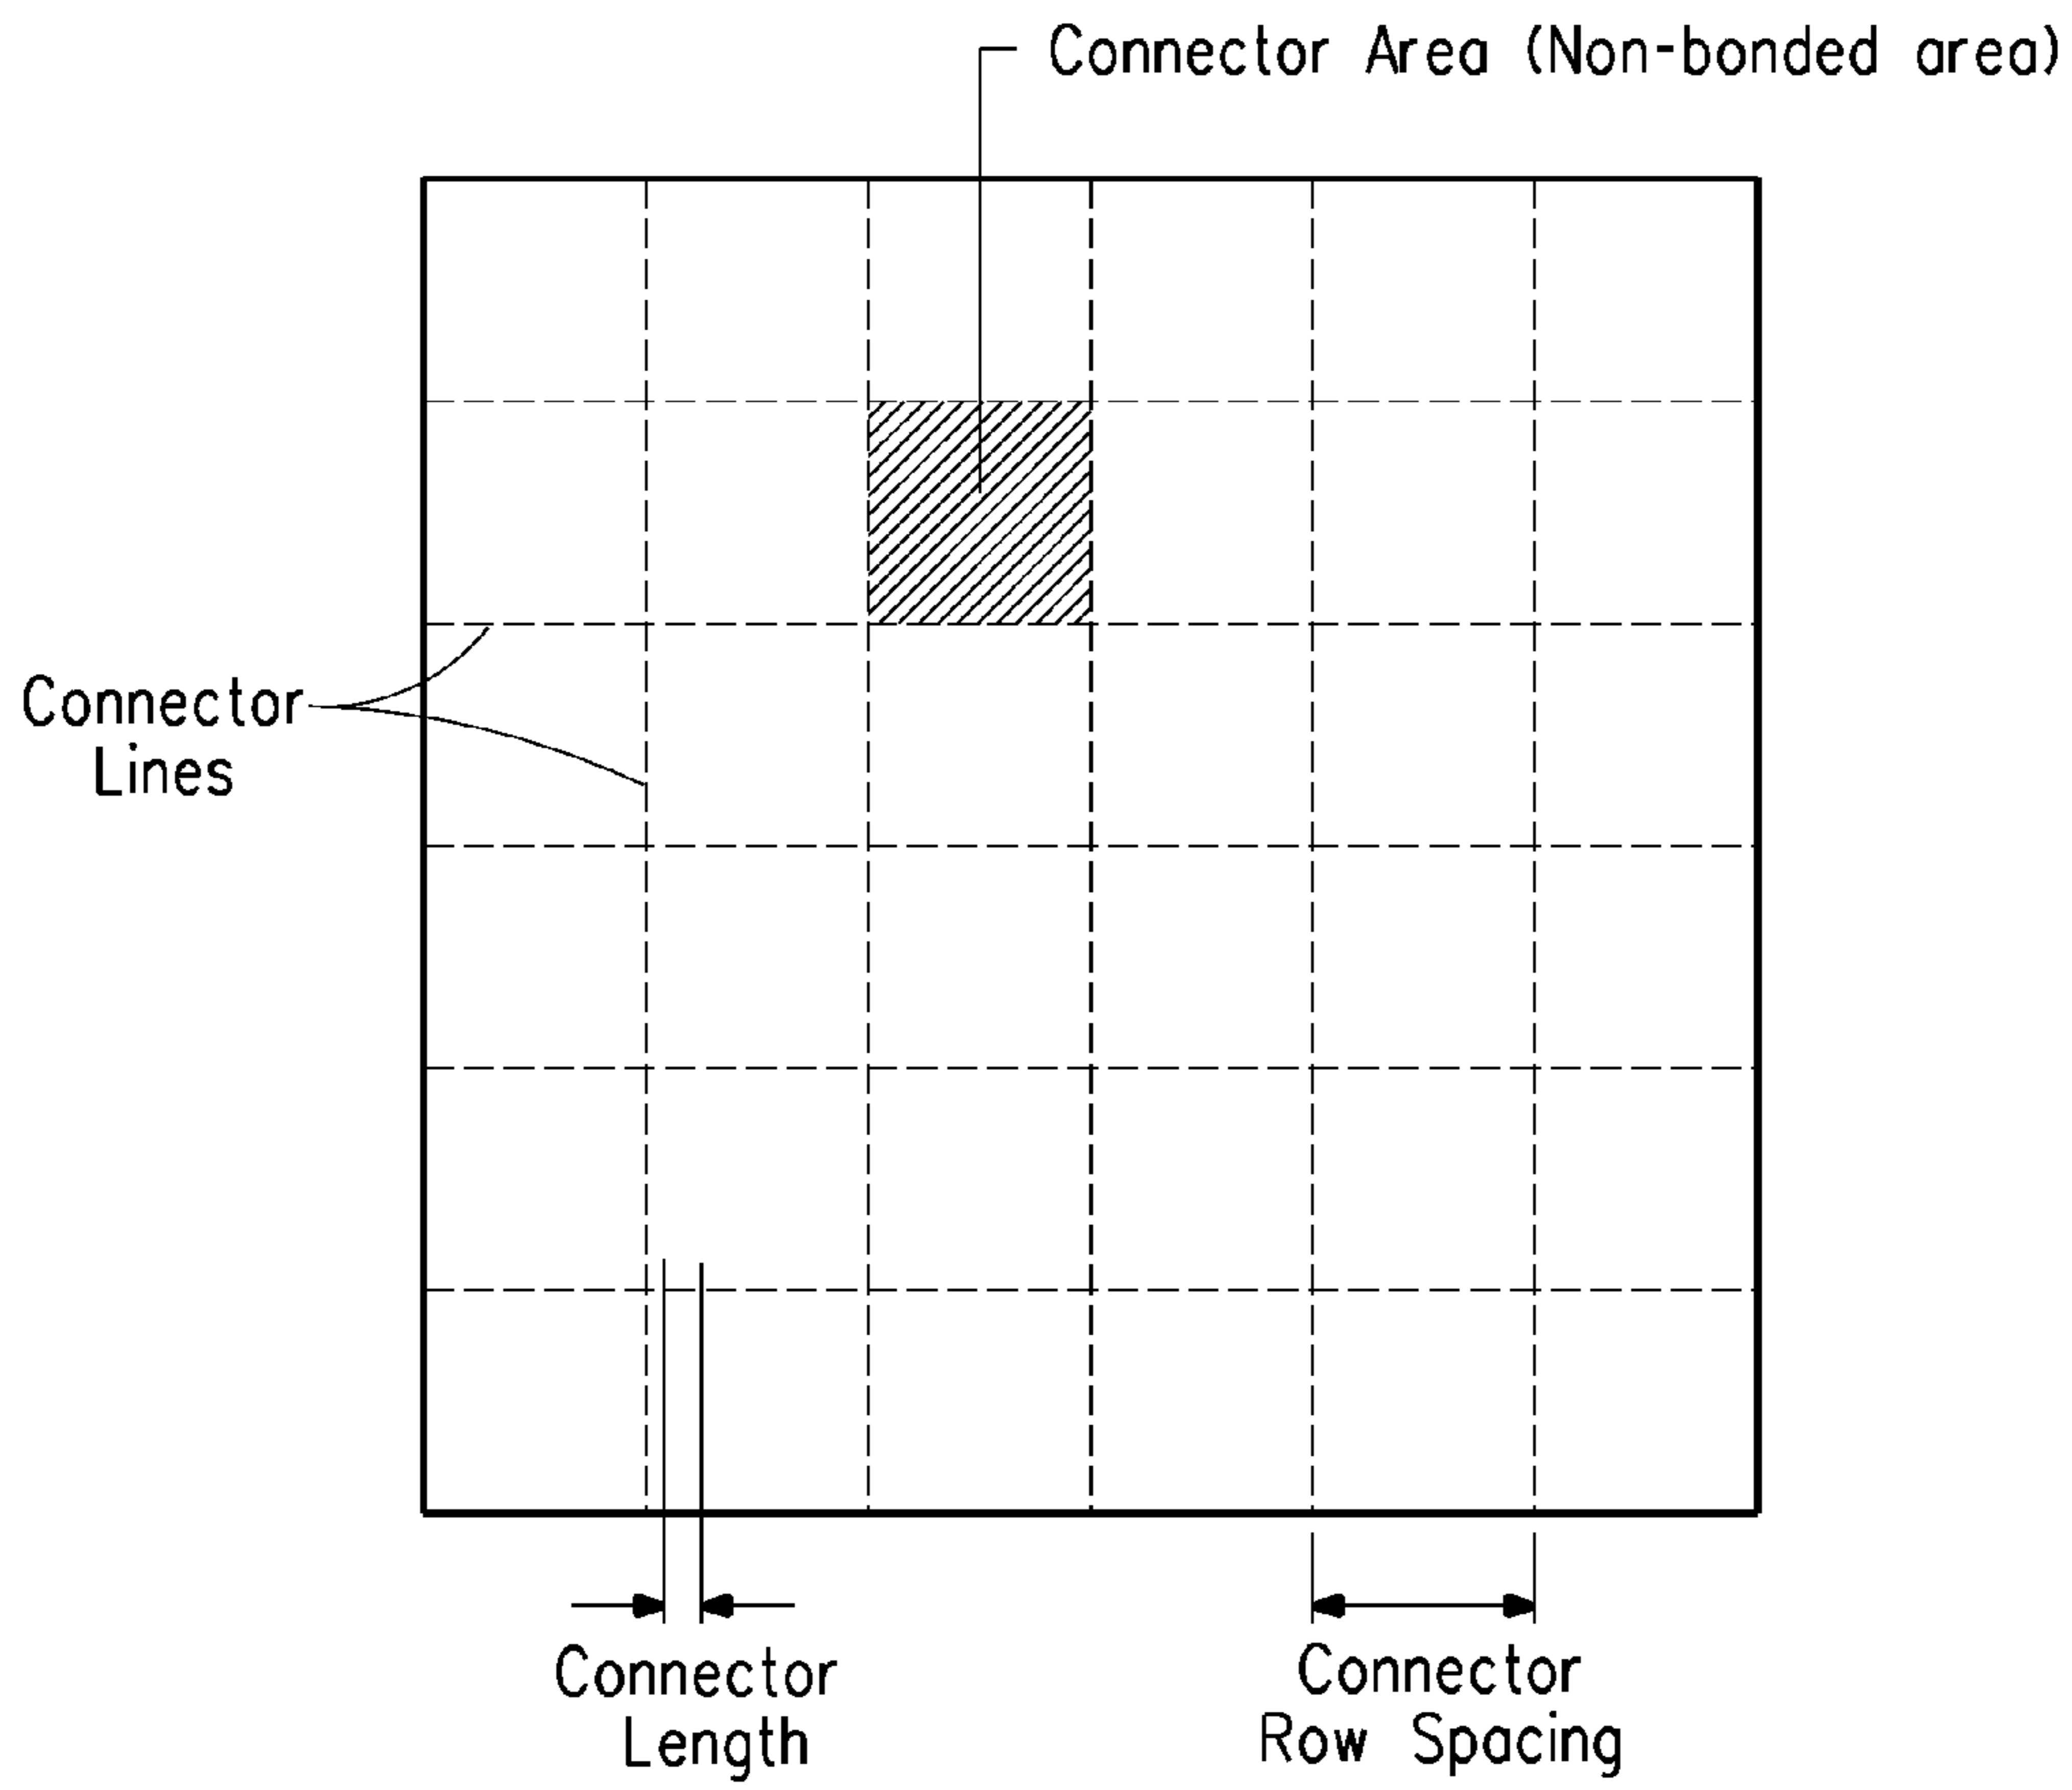 Connector Area (Non-bonded area)
Connector
Lines
Connector
Length
Connector
Row Spacing